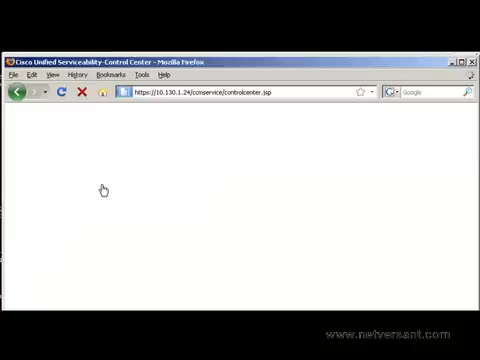 Cisco Unified Serviceability-Control Center - Mozilla Firefox
File Edit View History Bookmarks Tools Help
https://10.130.1.24/ccmservice/controlcenter.jsp
Google
www.netversant.com